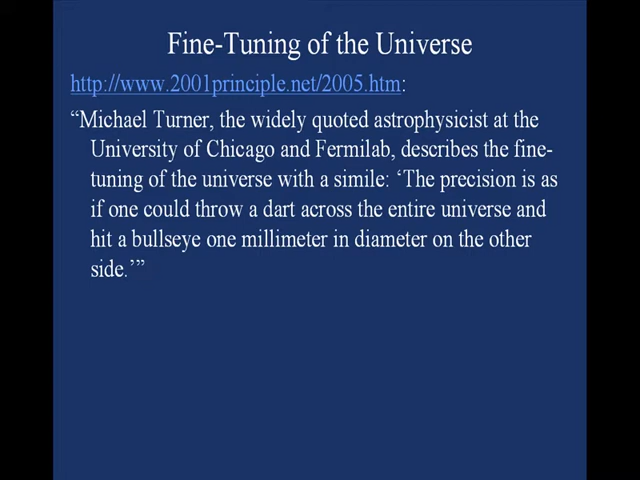 Fine-Tuning of the Universe
http://www.2001principle.net/2005.htm:
“Michael Turner, the widely quoted astrophysicist at the
University of Chicago and Fermilab, describes the fine-
tuning of the universe with a simile: ‘The precision is as
if one could throw a dart across the entire universe and
hit a bullseye one millimeter in diameter on the other
side.’”